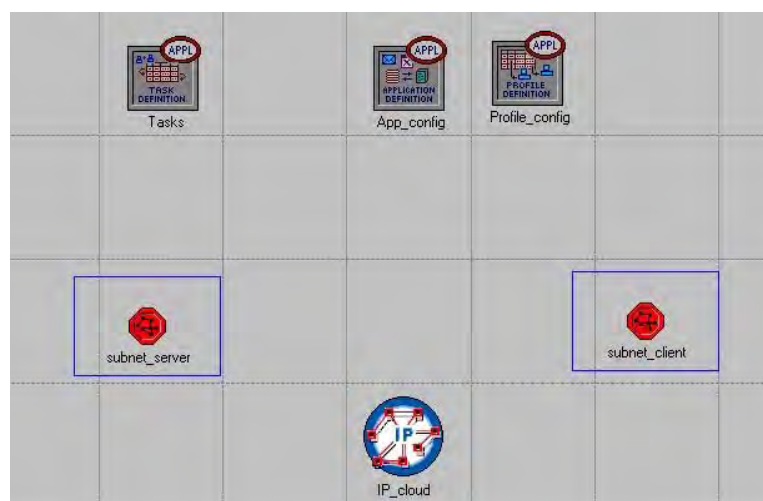 APPL
TASK
DEFINITION
Tasks
APPL
APPLICATION
DEFINITION
App_config
APPL
PROFILE
DEFINITION
Profile_config
subnet_server
subnet_client
IP
IP_cloud